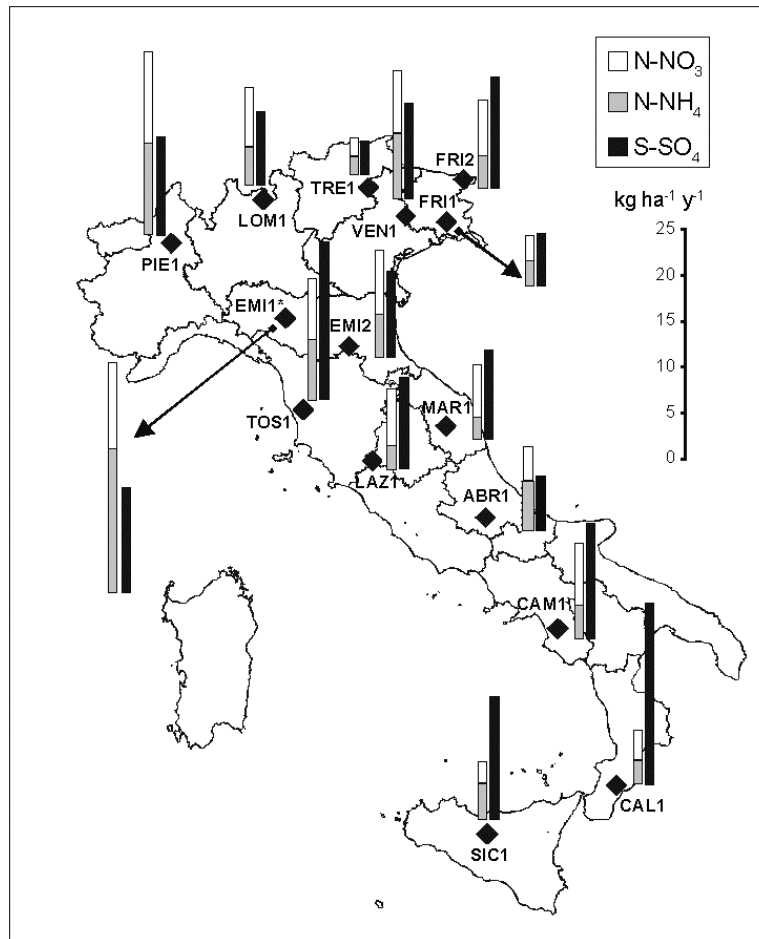 N-NO₃
N-NH₄
S-SO₄
kg ha⁻¹ y⁻¹
25
20
15
10
5
0
FRI2
TRE1
FRI1
LOM1
VEN1
PIE1
EMI1*
EMI2
TOS1
MAR1
LAZ1
ABR1
CAM1
CAL1
SIC1